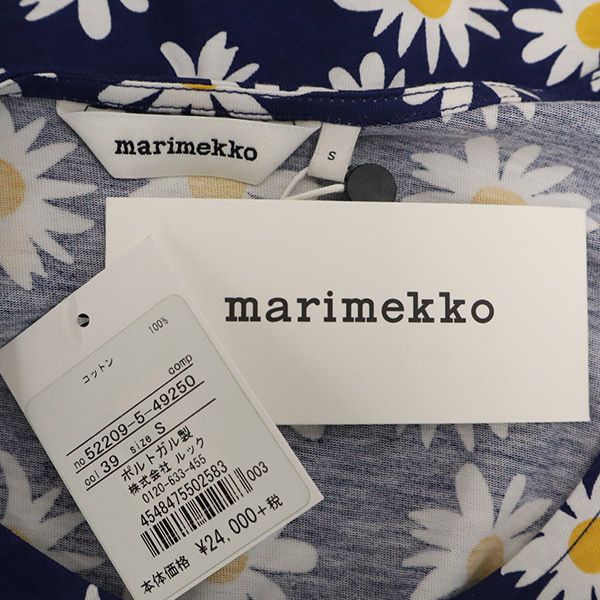 marimekko
S
marimekko
コットン 100%
comp
no 52209-5-49250
col 39 size S
ポルトガル製
株式会社 ルック
0120-633-455
4548475502583 003
本体価格 ¥24,000+税